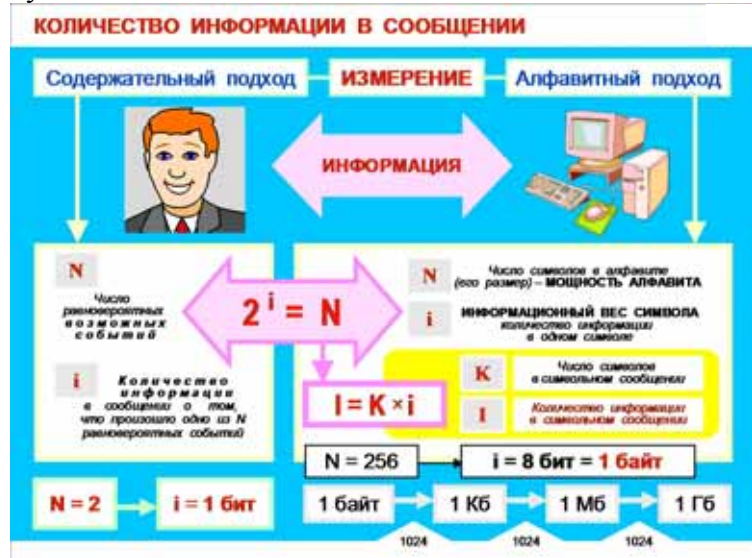 КОЛИЧЕСТВО ИНФОРМАЦИИ В СООБЩЕНИИ
Содержательный подход
ИЗМЕРЕНИЕ
Алфавитный подход
ИНФОРМАЦИЯ
N
Число
равновероятных
возможных
событий
i
Количество
информации
в сообщении о том,
что произошло одно из N
равновероятных событий
2^i = N
I = K × i
N
Число символов в алфавите
(его размер) – МОЩНОСТЬ АЛФАВИТА
i
ИНФОРМАЦИОННЫЙ ВЕС СИМВОЛА
количество информации
в одном символе
K
Число символов
в символьном сообщении
I
Количество информации
в символьном сообщении
N = 256
i = 8 бит = 1 байт
N = 2
i = 1 бит
1 байт
1 Кб
1 Мб
1 Гб
1024
1024
1024